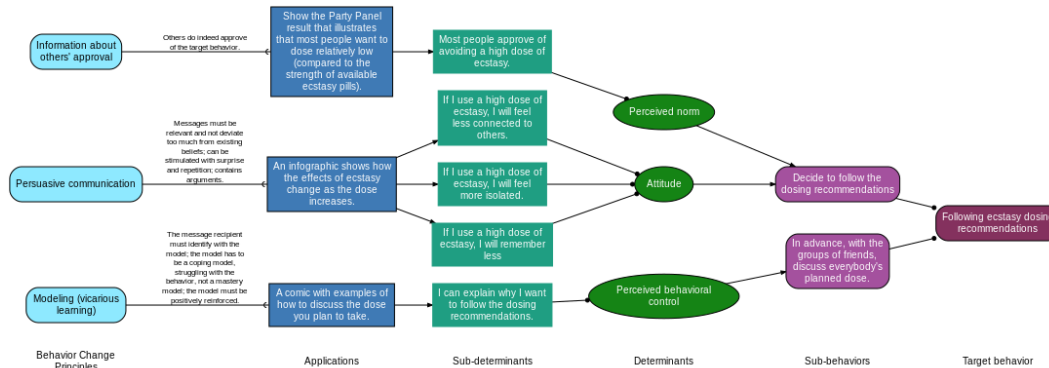 Information about
others' approval
Others do indeed approve
of the target behavior.
Show the Party Panel
result that illustrates
that most people want to
dose relatively low
(compared to the
strength of available
ecstasy pills).
Most people approve of
avoiding a high dose of
ecstasy.
Perceived norm
If I use a high dose of
ecstasy, I will feel
less connected to
others.
Persuasive communication
Messages must be
relevant and not deviate
too much from existing
beliefs; can be
stimulated with surprise
and repetition; contains
arguments.
An infographic shows how
the effects of ecstasy
change as the dose
increases.
If I use a high dose of
ecstasy, I will feel
more isolated.
Attitude
Decide to follow the
dosing recommendations
If I use a high dose of
ecstasy, I will remember
less
Following ecstasy dosing
recommendations
In advance, with the
groups of friends,
discuss everybody's
planned dose.
Modeling (vicarious
learning)
The message recipient
must identify with the
model; the model has to
be a coping model,
struggling with the
behavior, not a mastery
model; the model must be
positively reinforced.
A comic with examples of
how to discuss the dose
you plan to take.
I can explain why I want
to follow the dosing
recommendations.
Perceived behavioral
control
Behavior Change
Principles
Applications
Sub-determinants
Determinants
Sub-behaviors
Target behavior